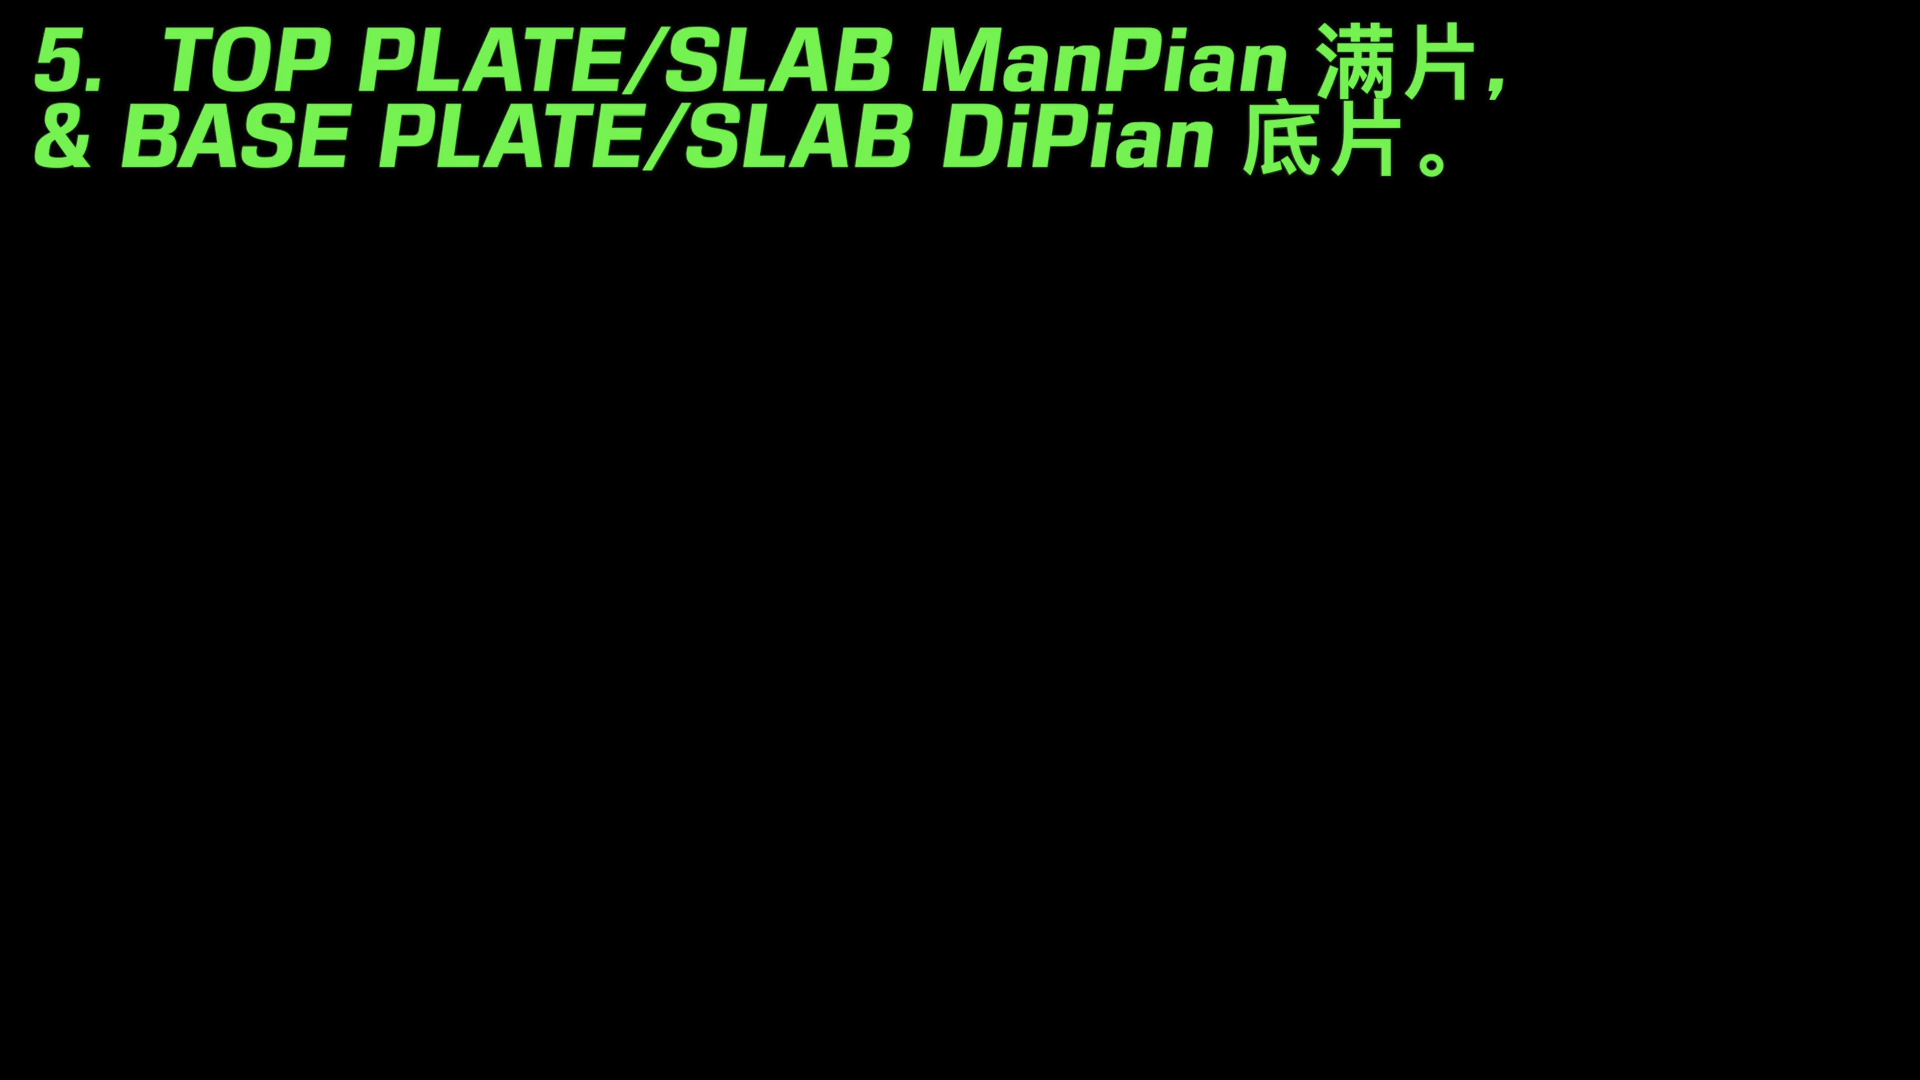 5. TOP PLATE/SLAB ManPian 满片,
& BASE PLATE/SLAB DiPian 底片。